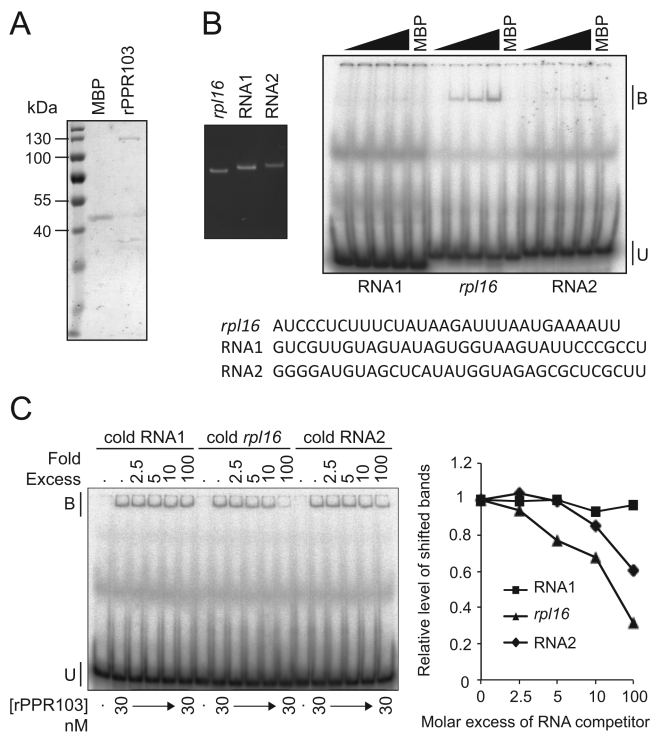 A
kDa
MBP
rPPR103
130
100
55
40
B
rpl16
RNA1
RNA2
MBP
MBP
MBP
B
U
RNA1 rpl16 RNA2
rpl16 AUCCCUCUUUCUAUAAGAUUUAAUGAAAAUU
RNA1 GUCGUUGUAGUAUAGUGGUAAGUAUUCCCGCCU
RNA2 GGGGAUGUAGCUCAUAUGGUAGAGCGCUCGCUU
C
cold RNA1 cold rpl16 cold RNA2
Fold Excess · · 2.5 5 10 100 · · 2.5 5 10 100 · · 2.5 5 10 100
B
U
[rPPR103] nM · 30 30 · 30 30 · 30 30
Relative level of shifted bands
1.2
1
0.8
0.6
0.4
0.2
0
RNA1
rpl16
RNA2
0 2.5 5 10 100
Molar excess of RNA competitor